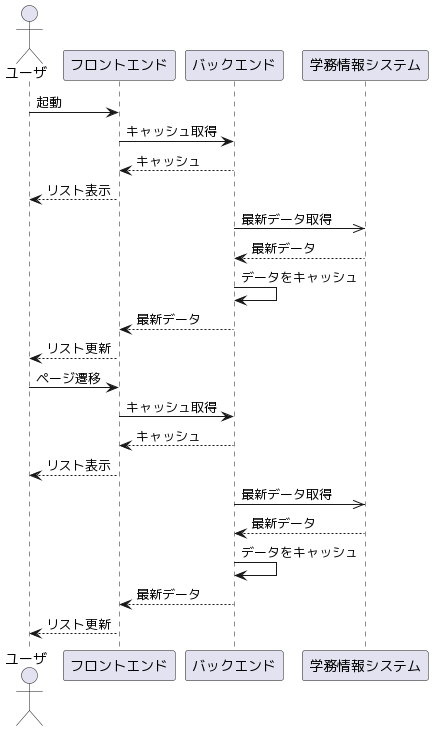 ユーザ
フロントエンド
バックエンド
学務情報システム
起動
キャッシュ取得
キャッシュ
リスト表示
最新データ取得
最新データ
データをキャッシュ
最新データ
リスト更新
ページ遷移
キャッシュ取得
キャッシュ
リスト表示
最新データ取得
最新データ
データをキャッシュ
最新データ
リスト更新
ユーザ
フロントエンド
バックエンド
学務情報システム